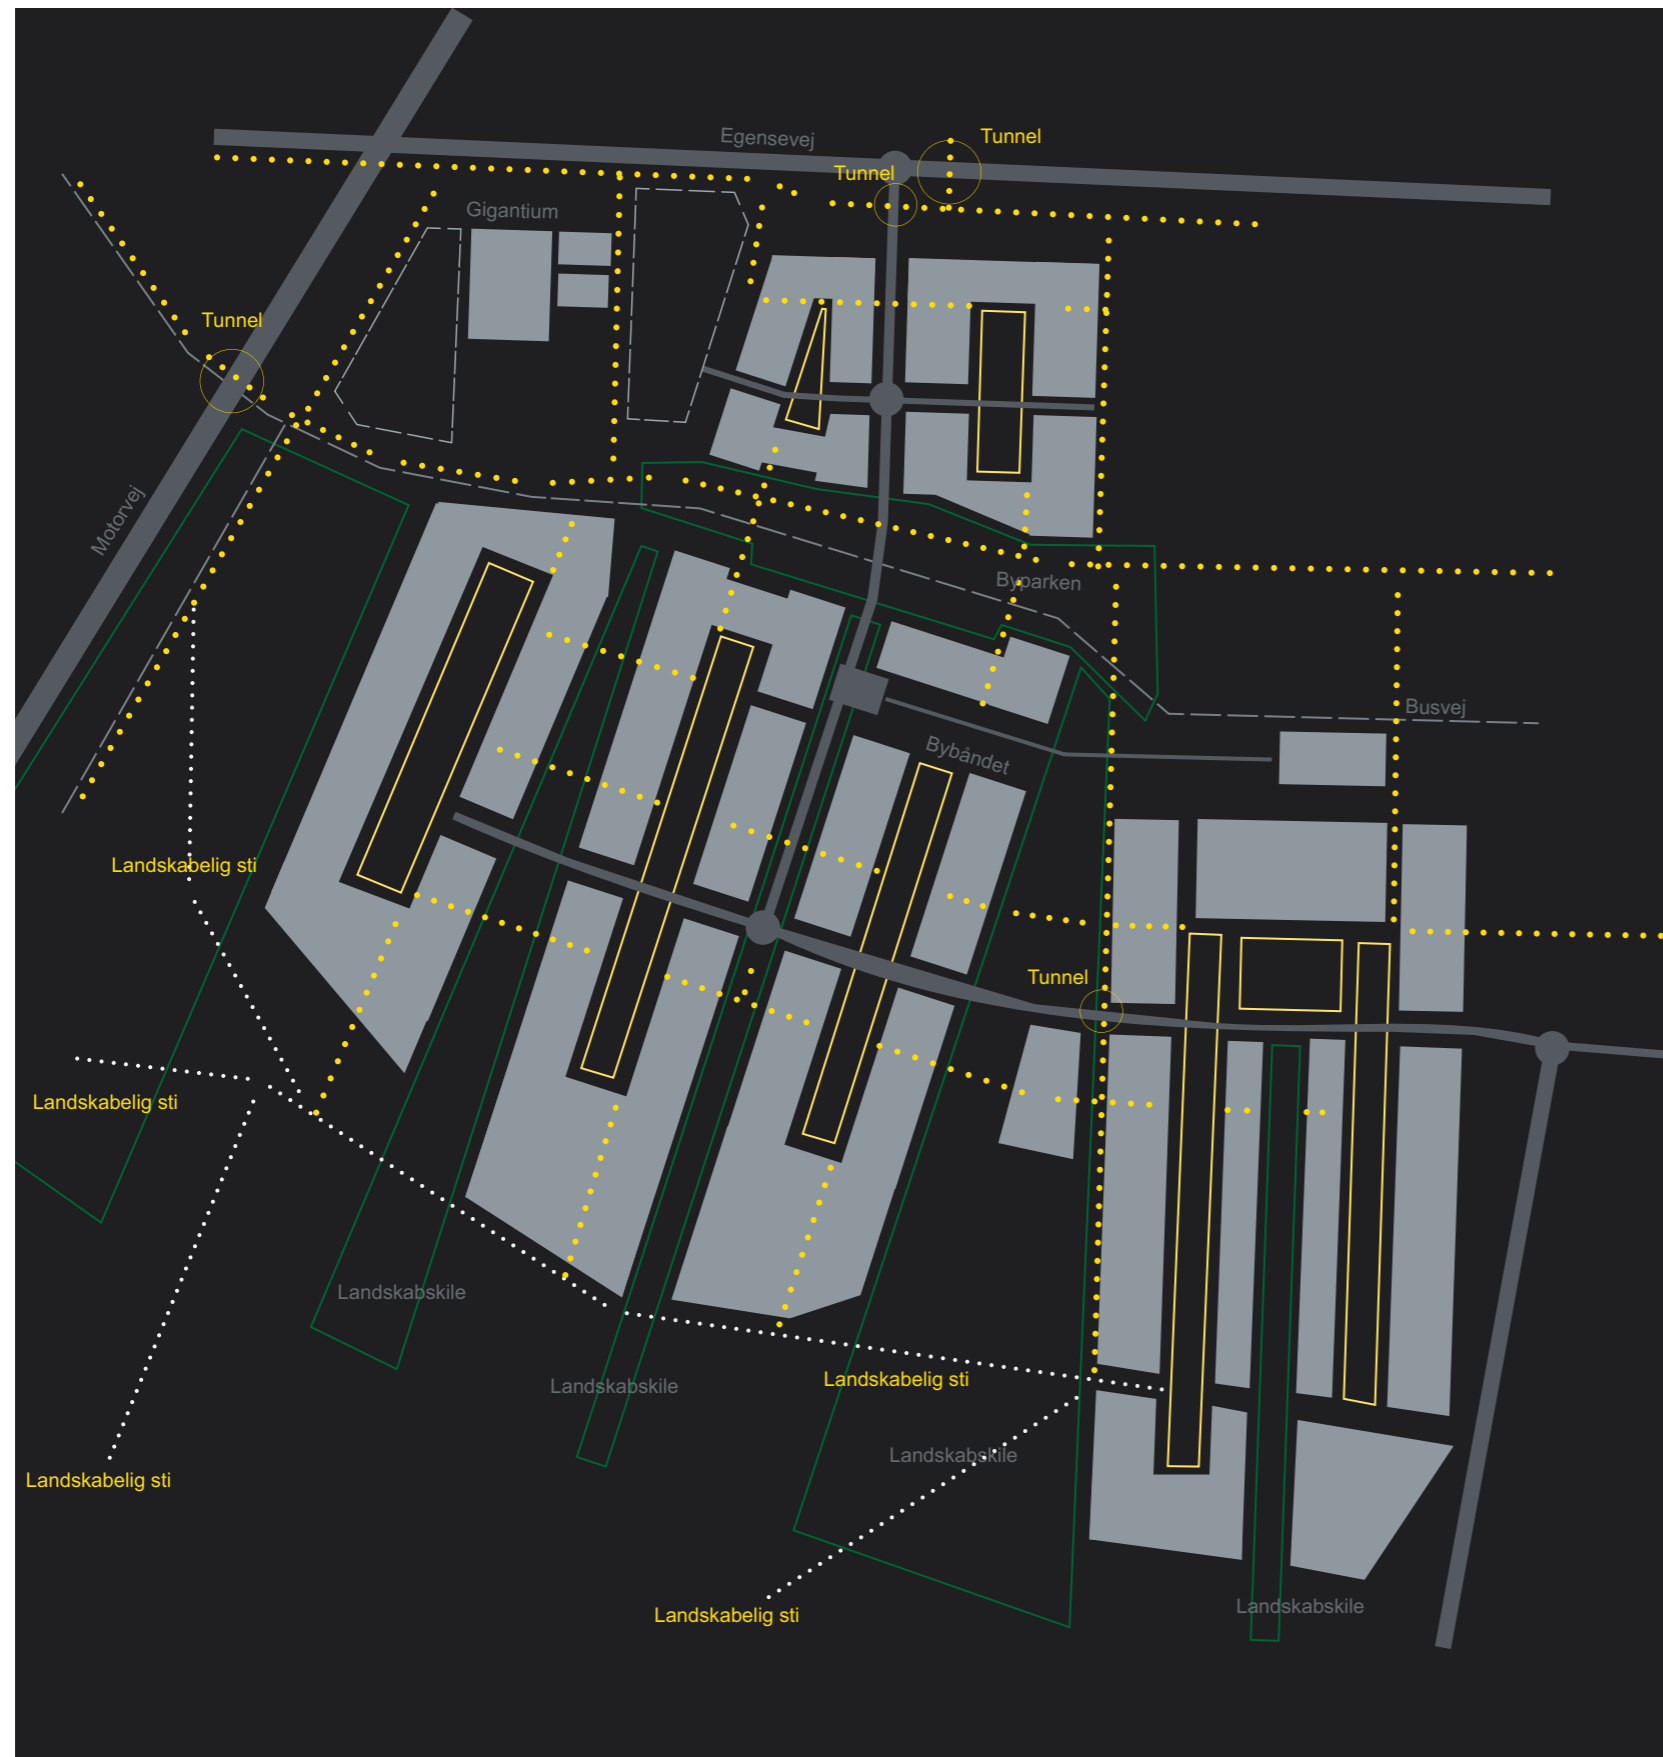 Tunnel
Egensevej
Tunnel
Gigantium
Tunnel
Motorvej
Byparken
Busvej
Bybåndet
Landskabelig sti
Tunnel
Landskabelig sti
Landskabskile
Landskabelig sti
Landskabskile
Landskabskile
Landskabelig sti
Landskabskile
Landskabelig sti